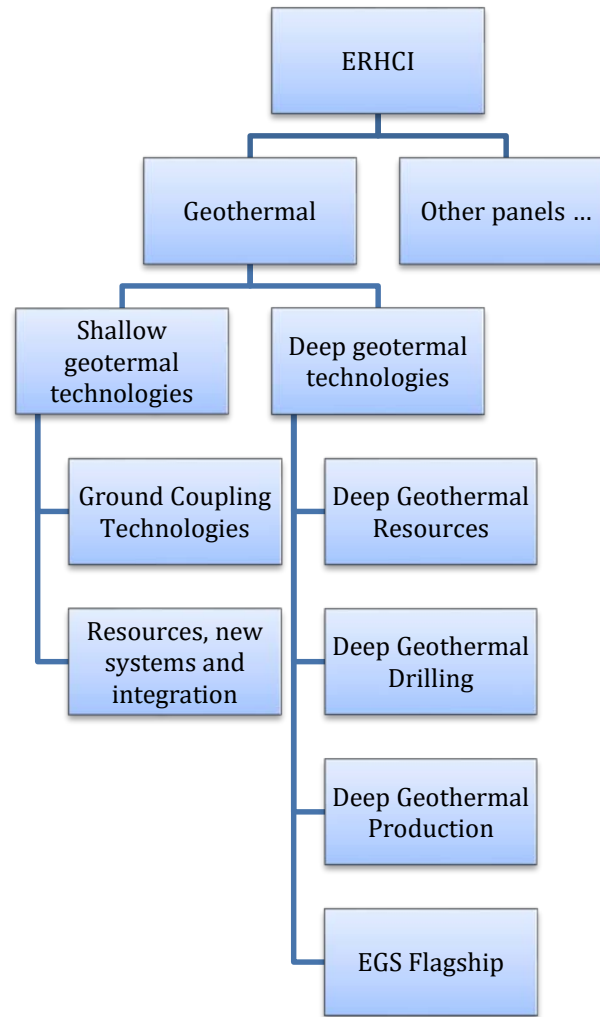 ERHCI
Geothermal
Other panels …
Shallow
geotermal
technologies
Deep geotermal
technologies
Ground Coupling
Technologies
Resources, new
systems and
integration
Deep Geothermal
Resources
Deep Geothermal
Drilling
Deep Geothermal
Production
EGS Flagship